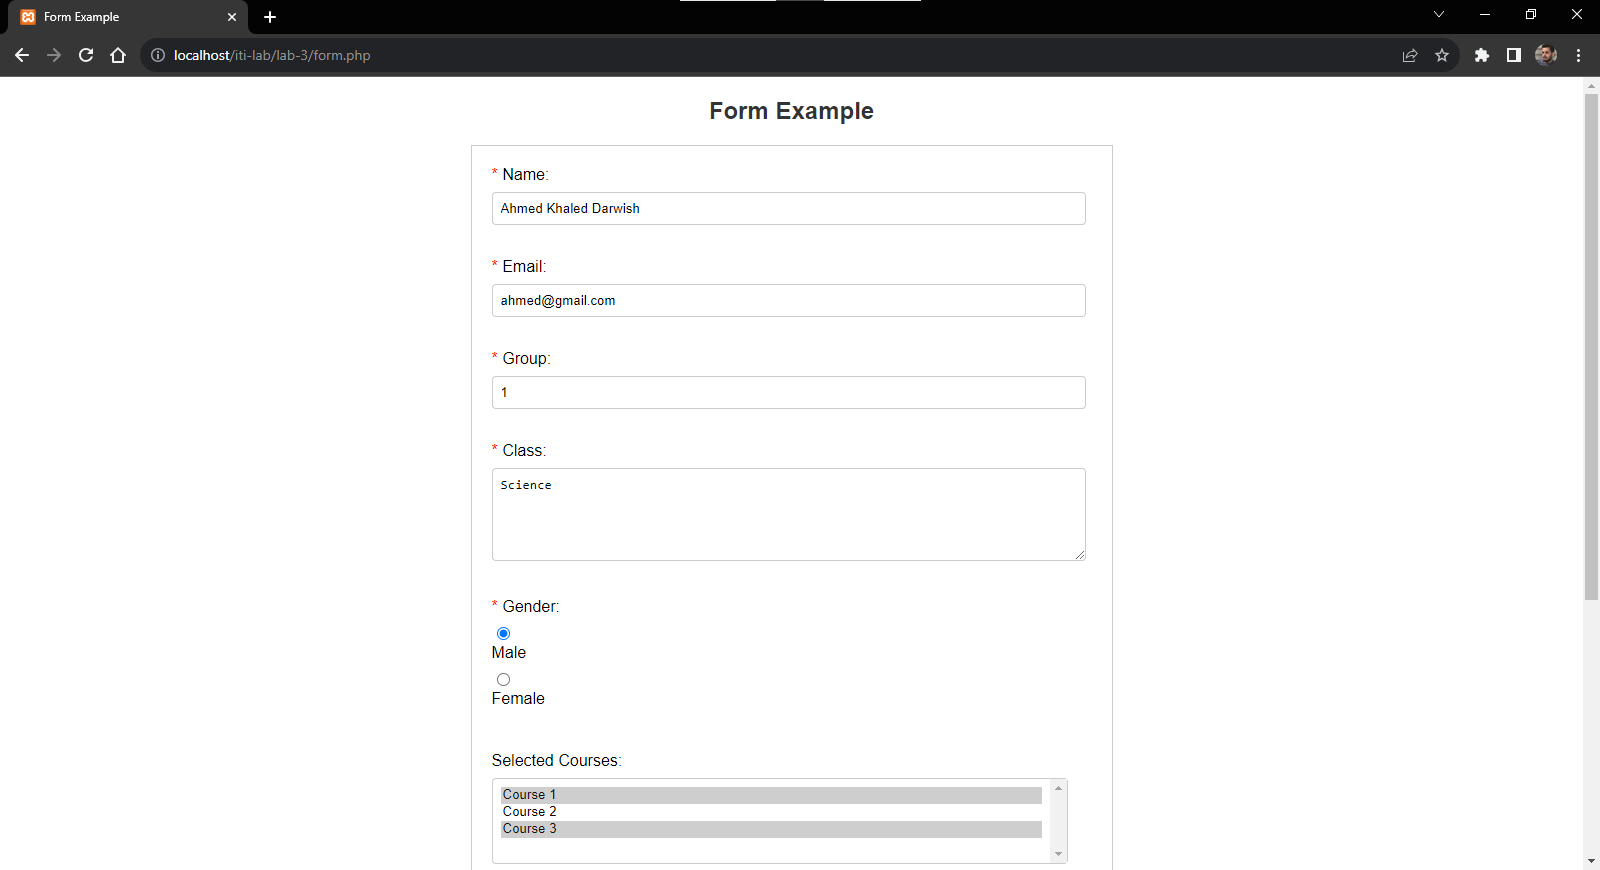 Form Example
localhost/iti-lab/lab-3/form.php
Form Example
* Name:
Ahmed Khaled Darwish
* Email:
ahmed@gmail.com
* Group:
1
* Class:
Science
* Gender:
Male
Female
Selected Courses:
Course 1
Course 2
Course 3